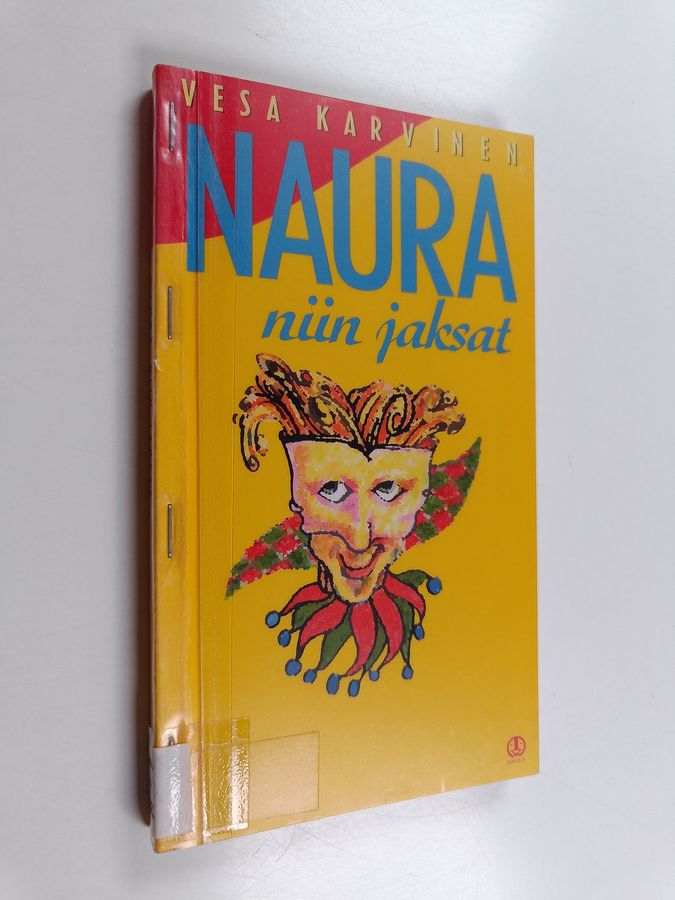 VESA KARVINEN
NAURA
niin jaksat